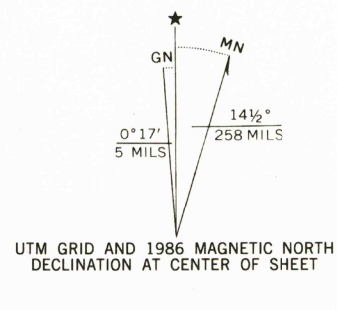 ★
GN
MN
0°17'
5 MILS
14½°
258 MILS
UTM GRID AND 1986 MAGNETIC NORTH
DECLINATION AT CENTER OF SHEET